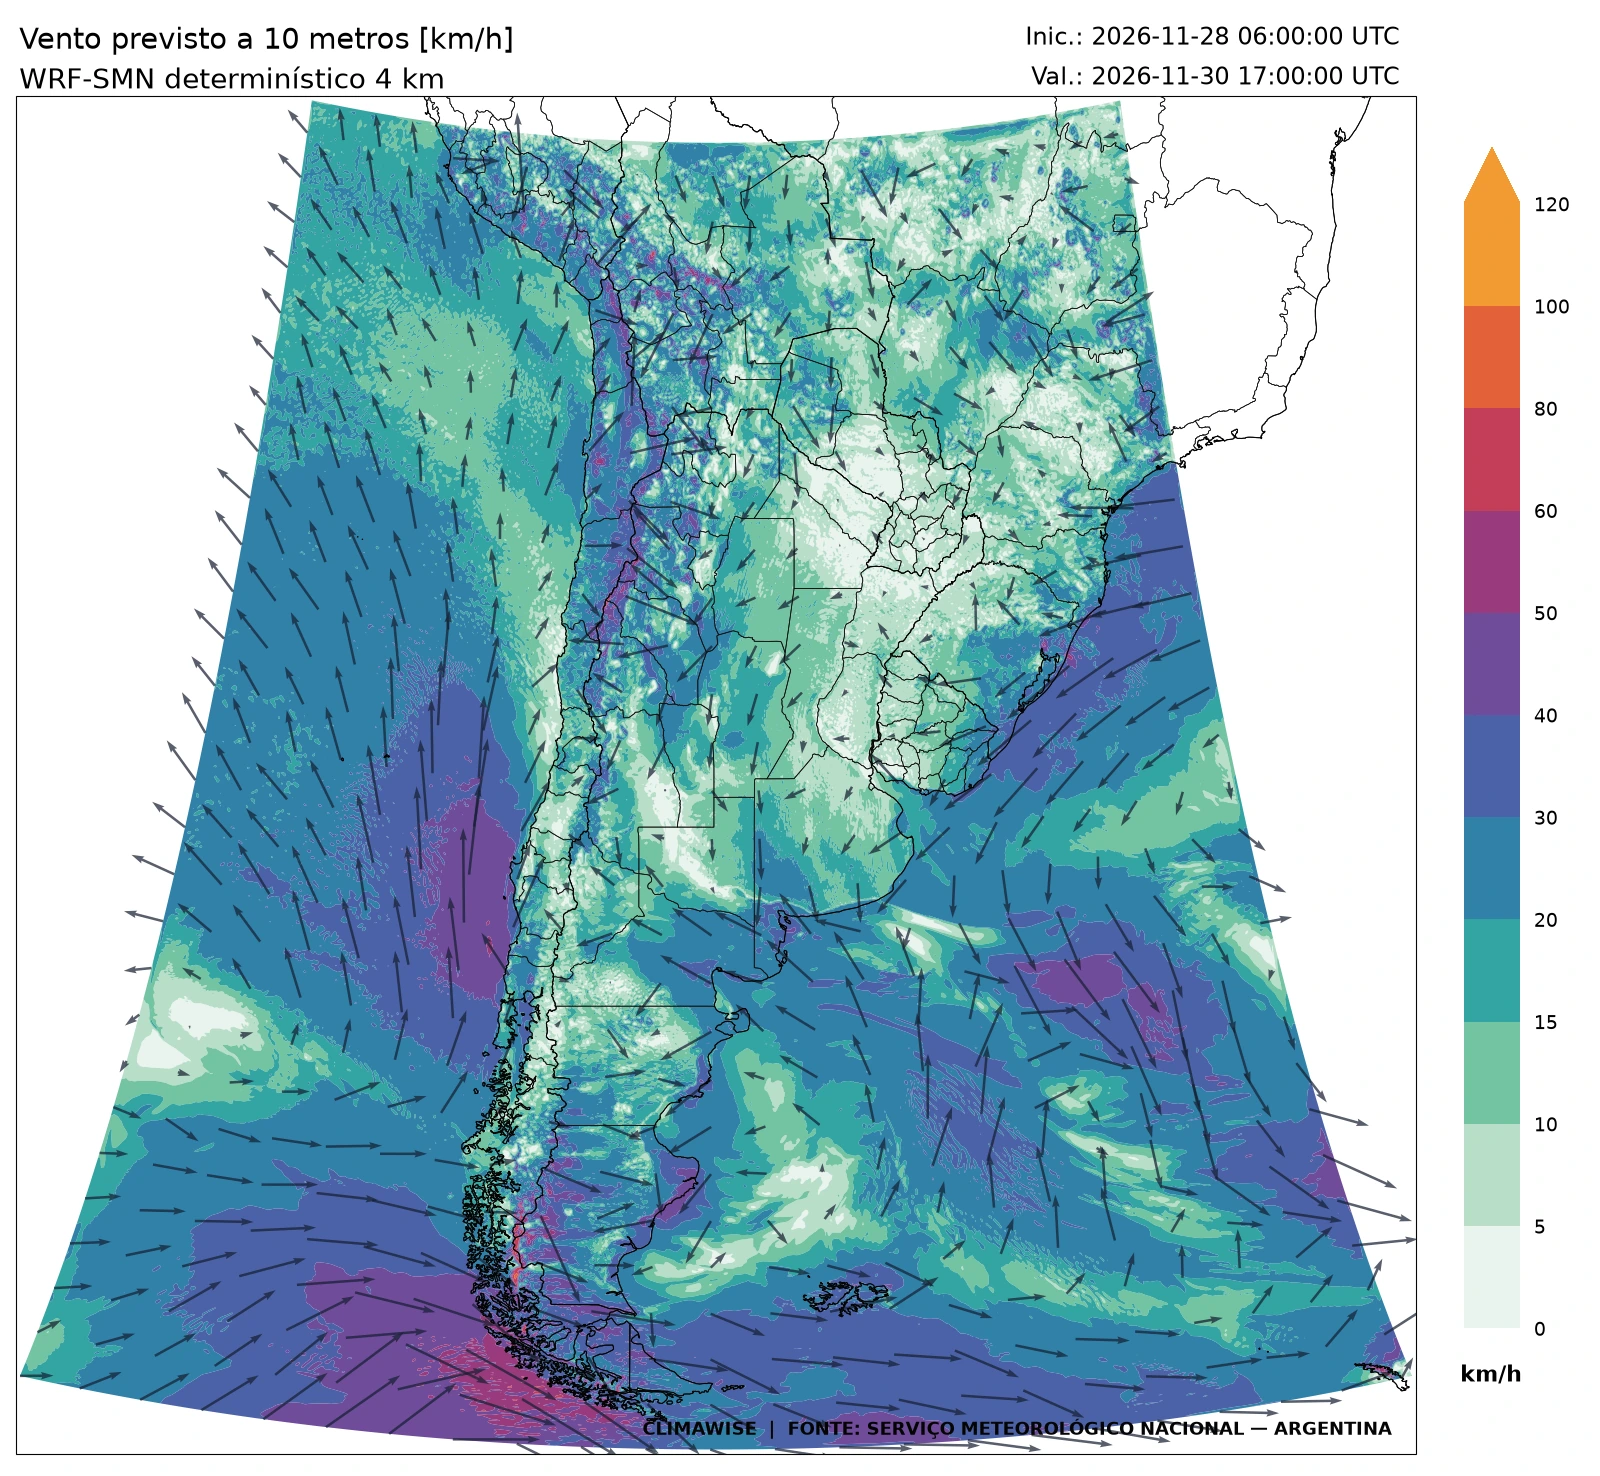 Vento previsto a 10 metros [km/h]
WRF-SMN determinístico 4 km
Inic.: 2026-11-28 06:00:00 UTC
Val.: 2026-11-30 17:00:00 UTC
120
100
80
60
50
40
30
20
15
10
5
0
km/h
CLIMAWISE | FONTE: SERVIÇO METEOROLÓGICO NACIONAL — ARGENTINA